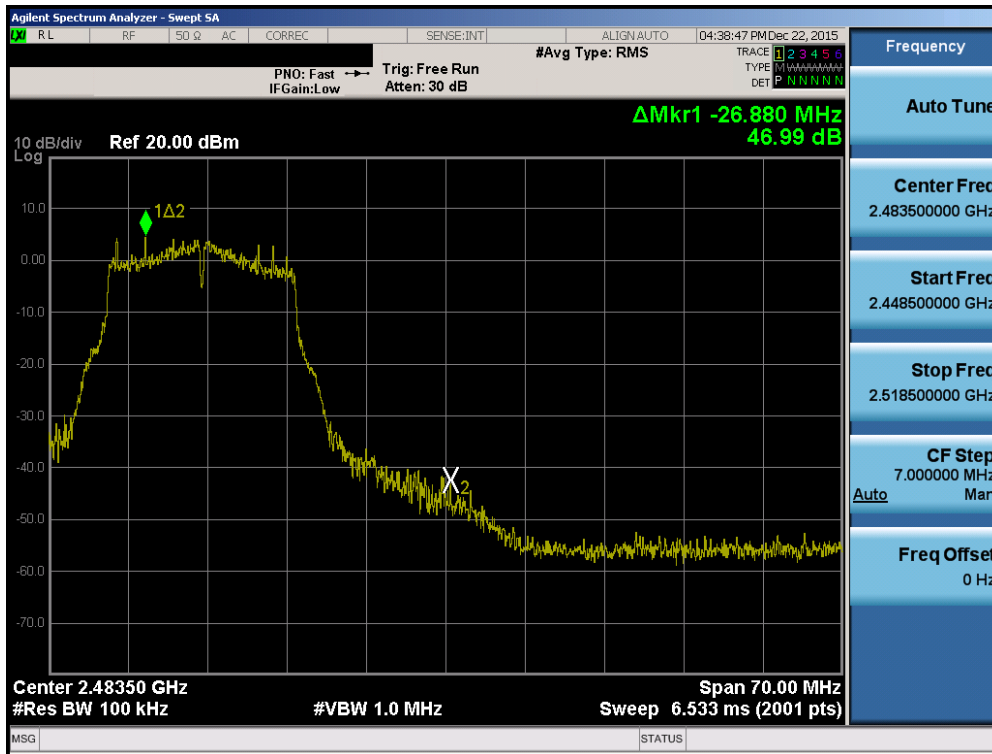 Agilent Spectrum Analyzer - Swept SA
LXI RL RF 50 Ω AC CORREC SENSE:INT ALIGN AUTO 04:38:47 PM Dec 22, 2015
#Avg Type: RMS
TRACE 1 2 3 4 5 6
PNO: Fast Trig: Free Run
TYPE M WWWWW
IFGain:Low Atten: 30 dB
DET P N N N N N
Frequency
Auto Tune
Center Freq
2.483500000 GHz
Start Freq
2.448500000 GHz
Stop Freq
2.518500000 GHz
CF Step
7.000000 MHz
Auto Man
Freq Offset
0 Hz
ΔMkr1 -26.880 MHz
46.99 dB
10 dB/div Ref 20.00 dBm
Log
10.0
1Δ2
0.00
-10.0
-20.0
-30.0
-40.0
X2
-50.0
-60.0
-70.0
Center 2.48350 GHz Span 70.00 MHz
#Res BW 100 kHz #VBW 1.0 MHz Sweep 6.533 ms (2001 pts)
MSG STATUS